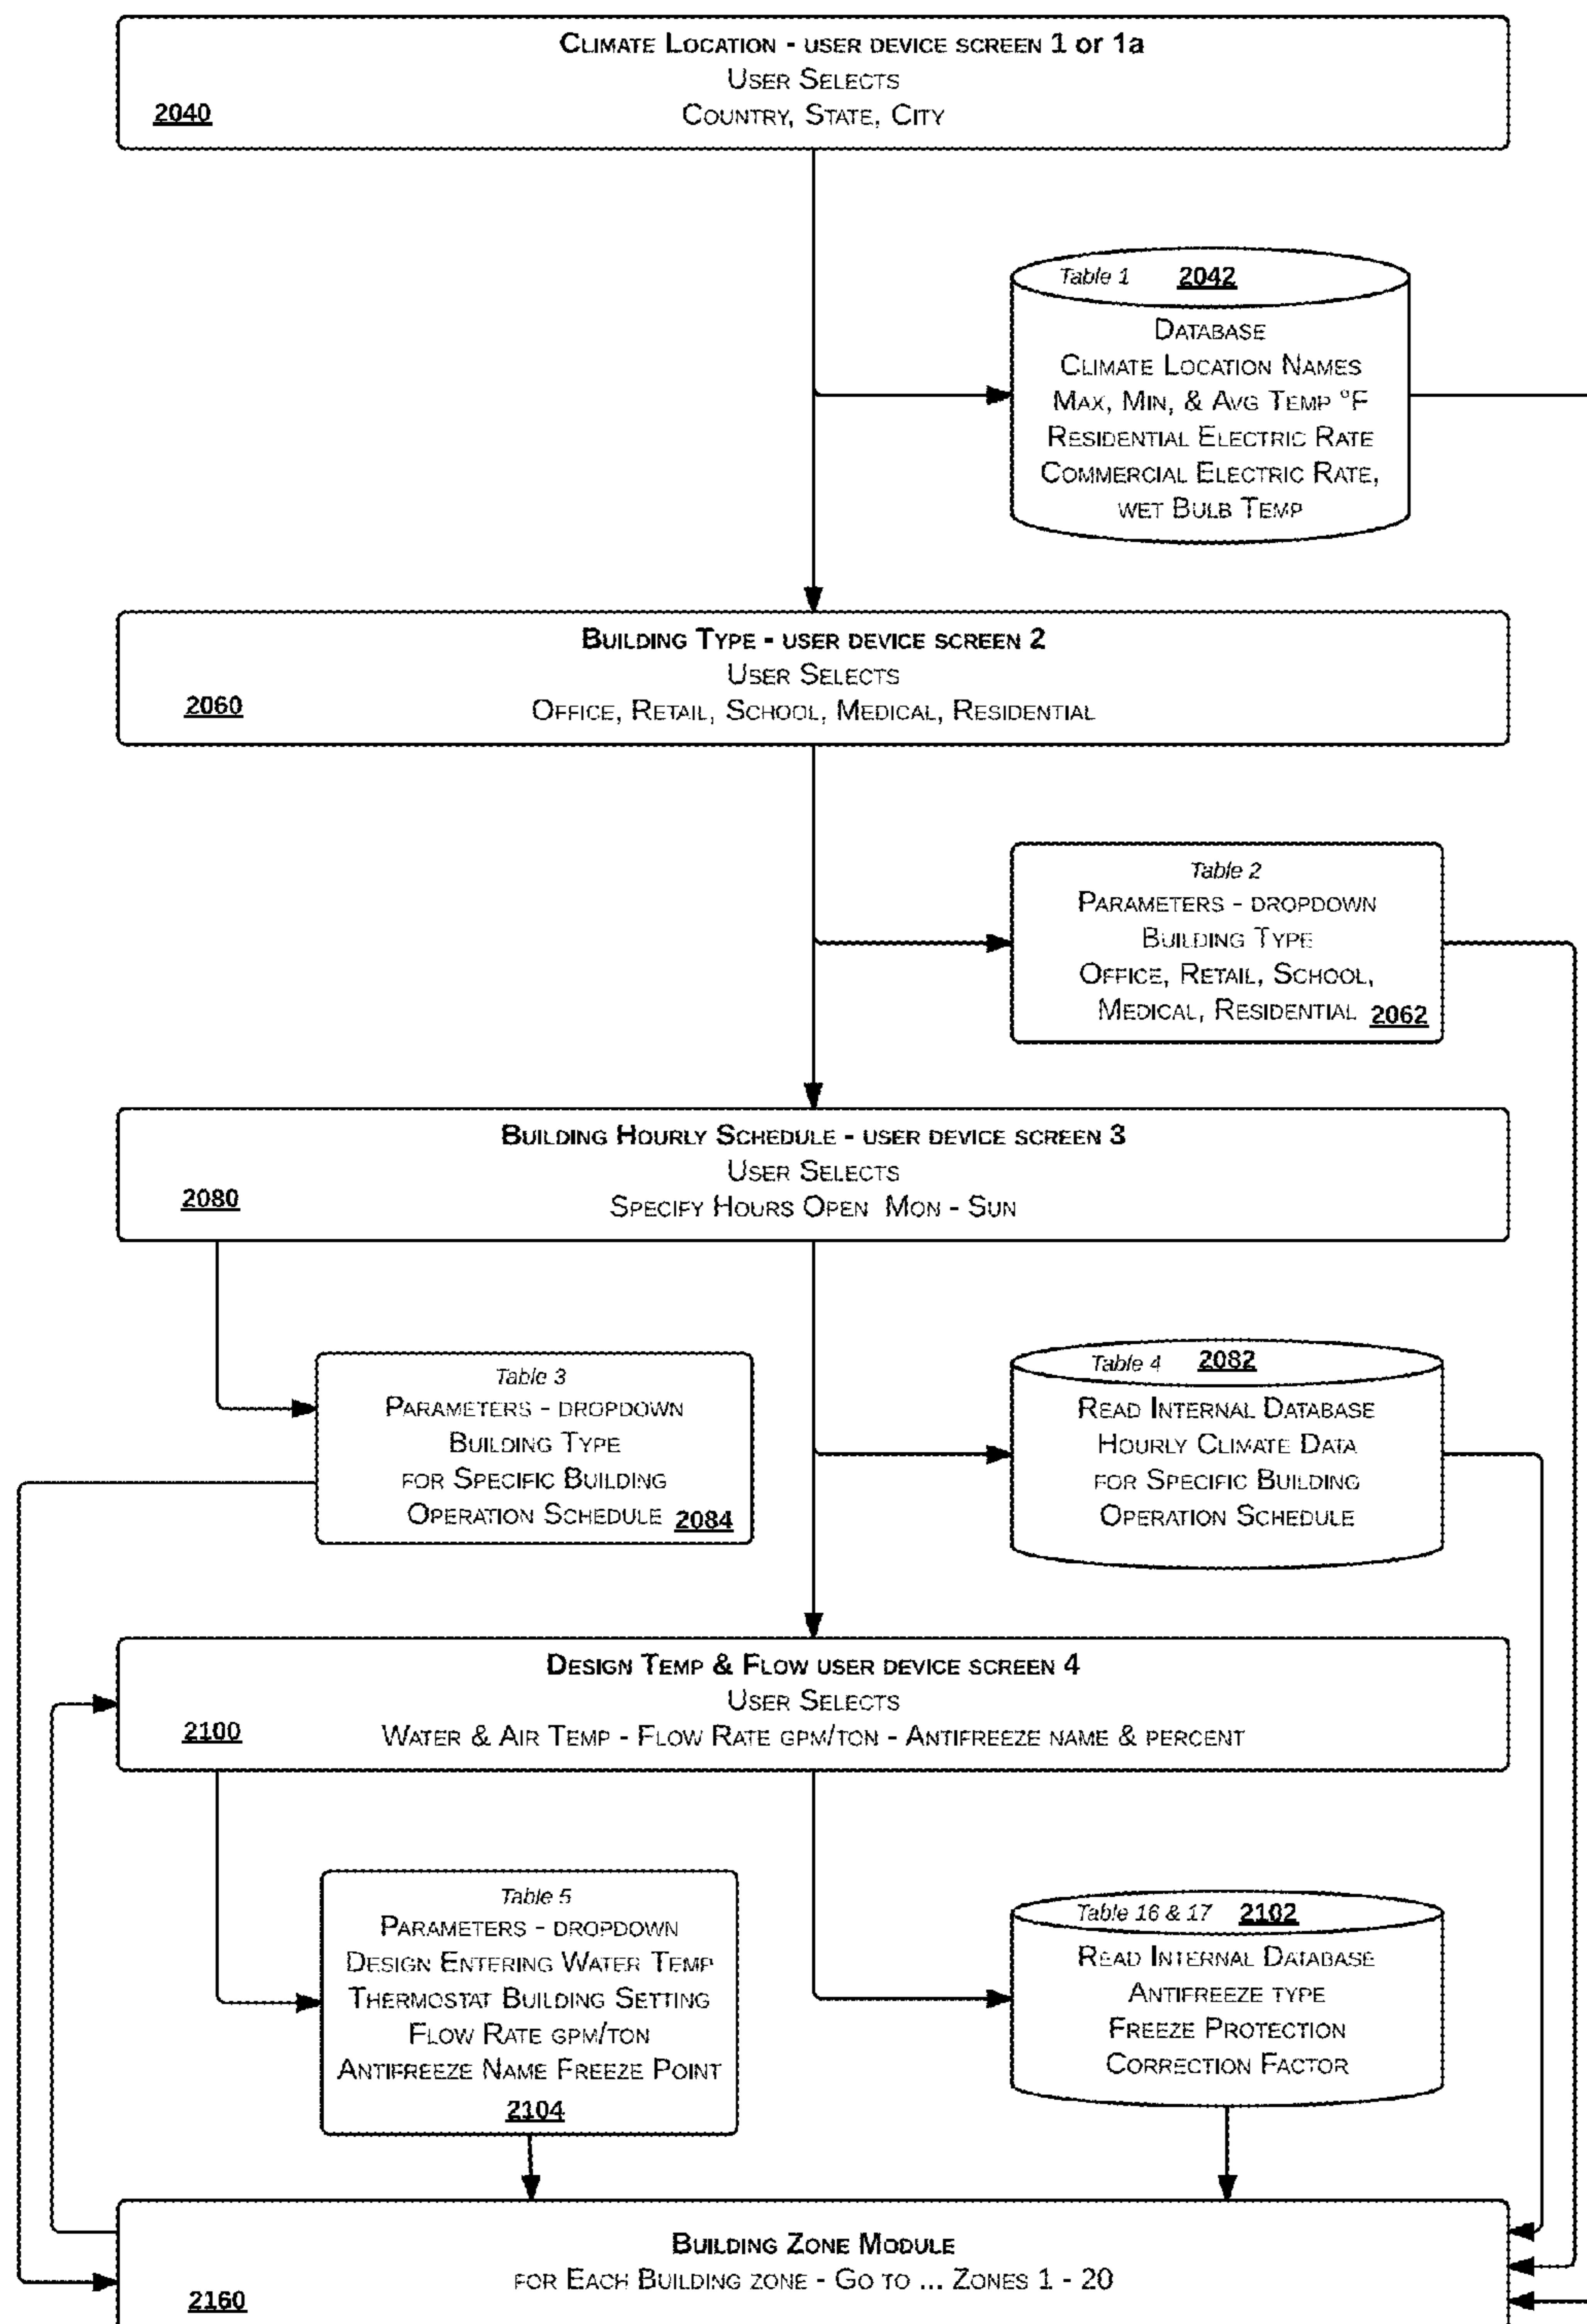 Climate Location - user device screen 1 or 1a
User Selects
Country, State, City
2040
Table 1 2042
Database
Climate Location Names
Max, Min, & Avg Temp °F
Residential Electric Rate
Commercial Electric Rate,
wet Bulb Temp
Building Type - user device screen 2
User Selects
Office, Retail, School, Medical, Residential
2060
Table 2
Parameters - dropdown
Building Type
Office, Retail, School,
Medical, Residential 2062
Building Hourly Schedule - user device screen 3
User Selects
Specify Hours Open Mon - Sun
2080
Table 3
Parameters - dropdown
Building Type
for Specific Building
Operation Schedule 2084
Table 4 2082
Read Internal Database
Hourly Climate Data
for Specific Building
Operation Schedule
Design Temp & Flow user device screen 4
User Selects
Water & Air Temp - Flow Rate gpm/ton - Antifreeze name & percent
2100
Table 5
Parameters - dropdown
Design Entering Water Temp
Thermostat Building Setting
Flow Rate gpm/ton
Antifreeze Name Freeze Point
2104
Table 16 & 17 2102
Read Internal Database
Antifreeze type
Freeze Protection
Correction Factor
Building Zone Module
for Each Building zone - Go to ... Zones 1 - 20
2160